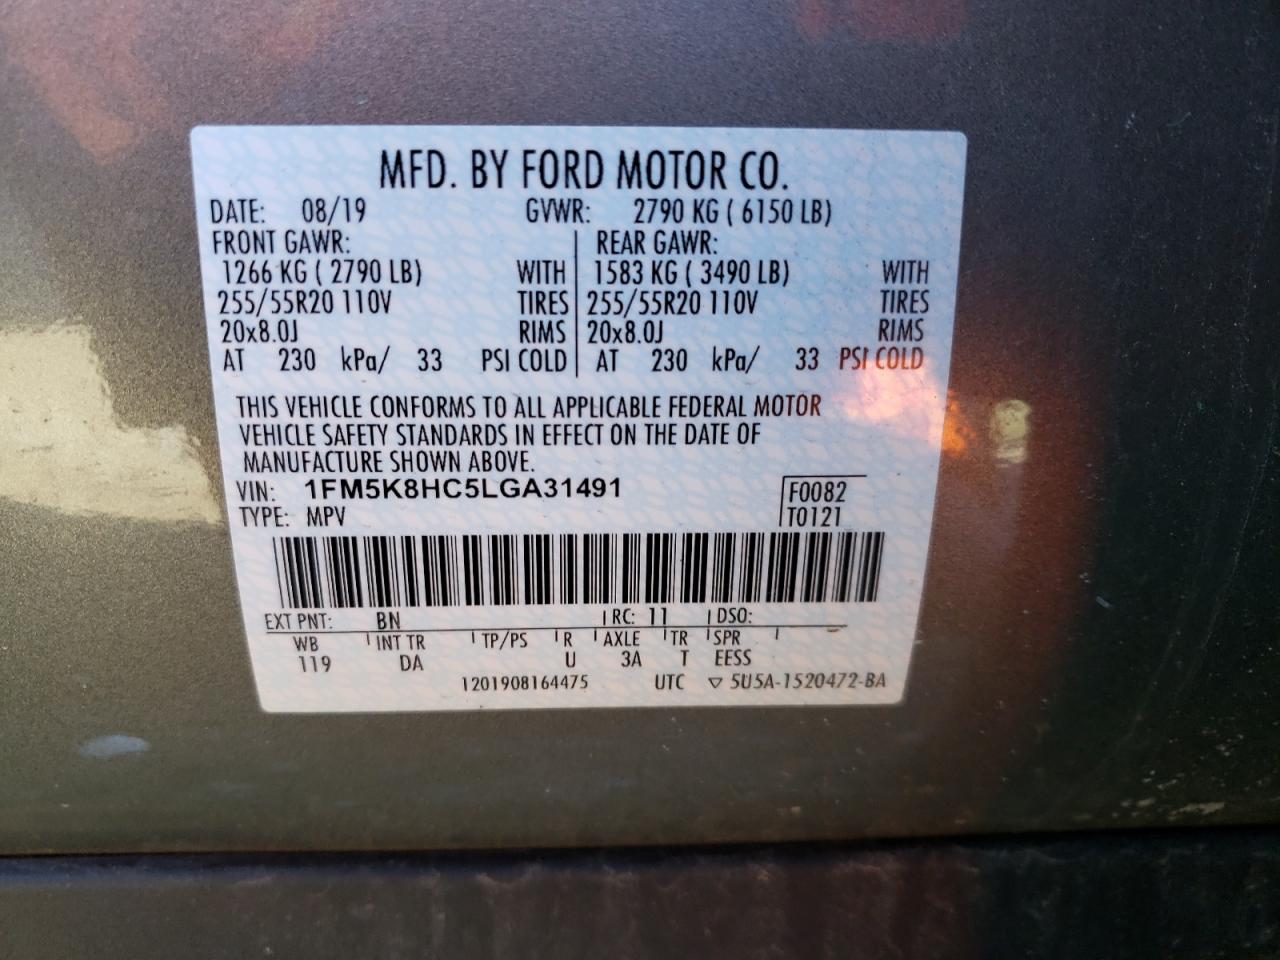 MFD. BY FORD MOTOR CO.
DATE: 08/19 GVWR: 2790 KG ( 6150 LB)
FRONT GAWR: REAR GAWR:
1266 KG ( 2790 LB) WITH 1583 KG ( 3490 LB) WITH
255/55R20 110V TIRES 255/55R20 110V TIRES
20x8.0J RIMS 20x8.0J RIMS
AT 230 kPa/ 33 PSI COLD AT 230 kPa/ 33 PSI COLD
THIS VEHICLE CONFORMS TO ALL APPLICABLE FEDERAL MOTOR
VEHICLE SAFETY STANDARDS IN EFFECT ON THE DATE OF
MANUFACTURE SHOWN ABOVE.
VIN: 1FM5K8HC5LGA31491 F0082
TYPE: MPV T0121
EXT PNT: BN RC: 11 DSO:
WB INT TR TP/PS R AXLE TR SPR
119 DA U 3A T EESS
1201908164475 UTC ▽ 5U5A-1520472-BA